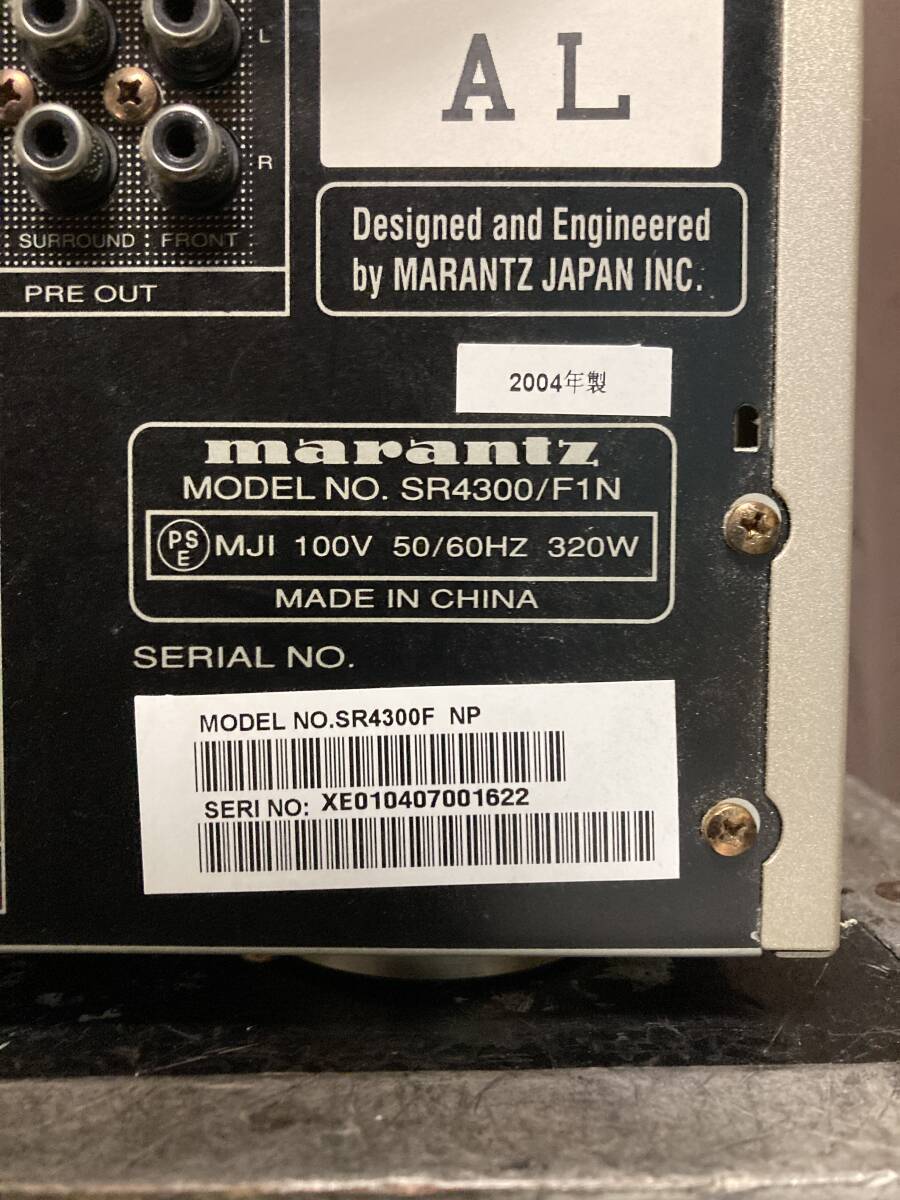 L
R
SURROUND
FRONT
PRE OUT
A L
Designed and Engineered
by MARANTZ JAPAN INC.
2004年製
marantz
MODEL NO. SR4300/F1N
PSE MJI 100V 50/60HZ 320W
MADE IN CHINA
SERIAL NO.
MODEL NO.SR4300F NP
SERI NO: XE010407001622